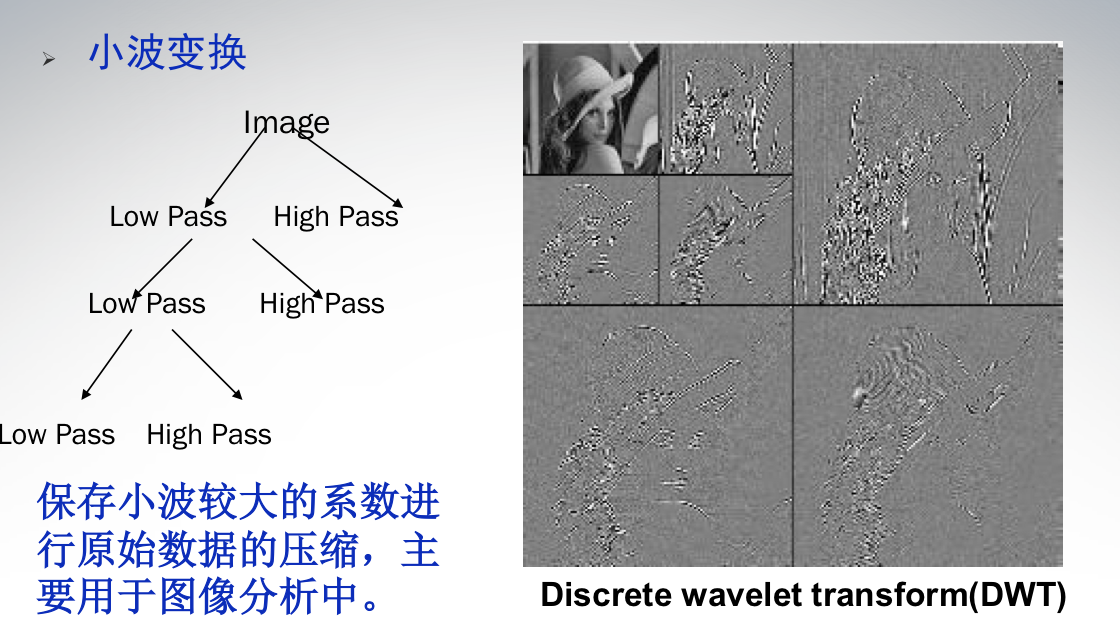 小波变换
Image
Low Pass High Pass
Low Pass High Pass
Low Pass High Pass
保存小波较大的系数进
行原始数据的压缩，主
要用于图像分析中。
Discrete wavelet transform(DWT)